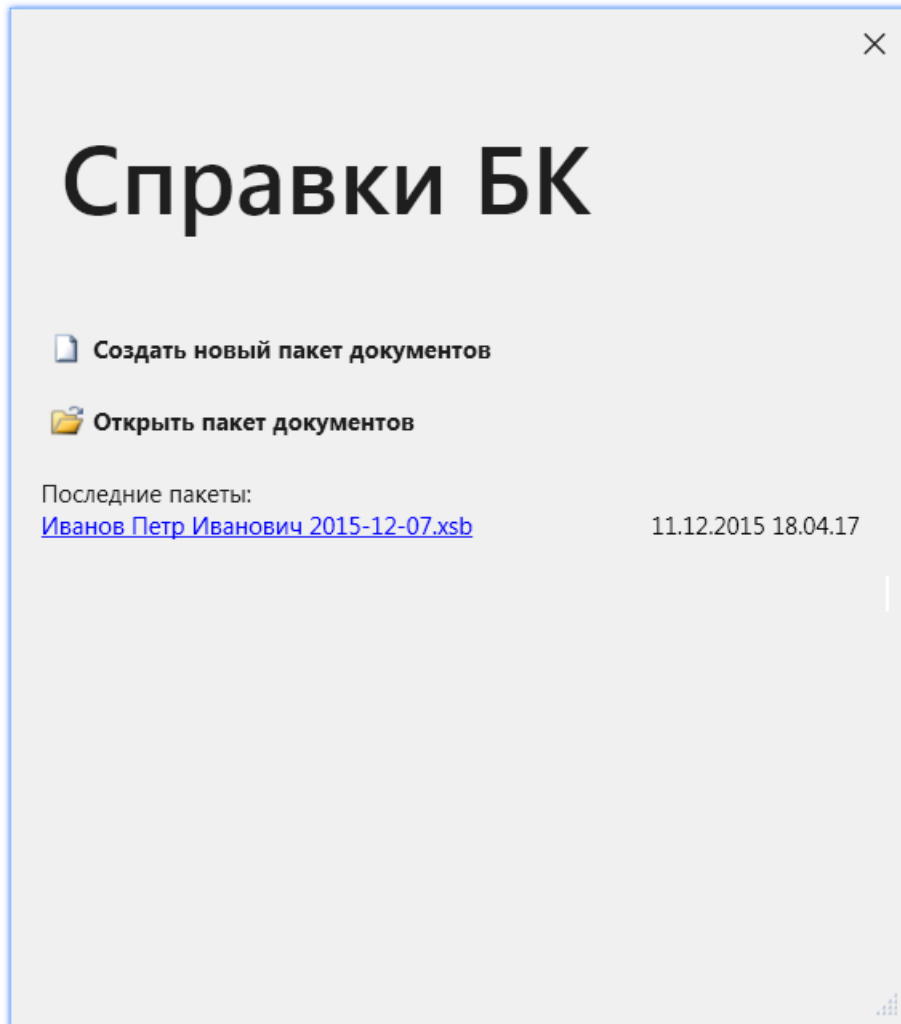 Справки БК
Создать новый пакет документов
Открыть пакет документов
Последние пакеты:
Иванов Петр Иванович 2015-12-07.xsb 11.12.2015 18.04.17